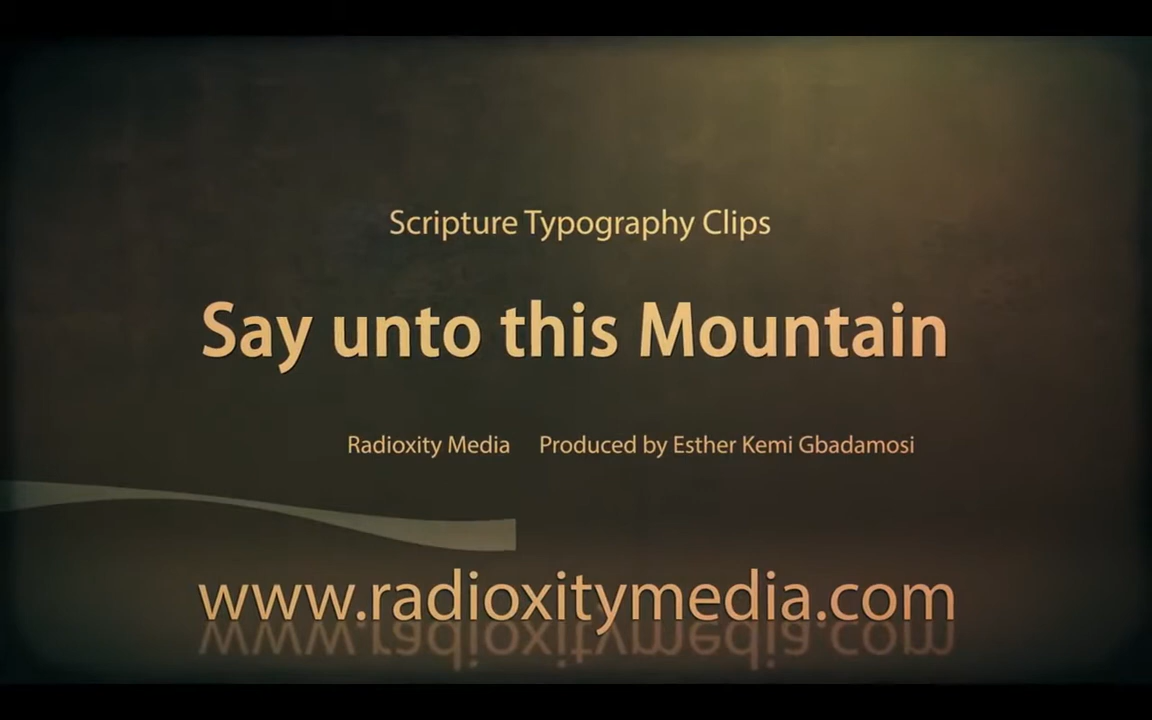 Scripture Typography Clips
Say unto this Mountain
Radioxity Media Produced by Esther Kemi Gbadamosi
www.radioxitymedia.com